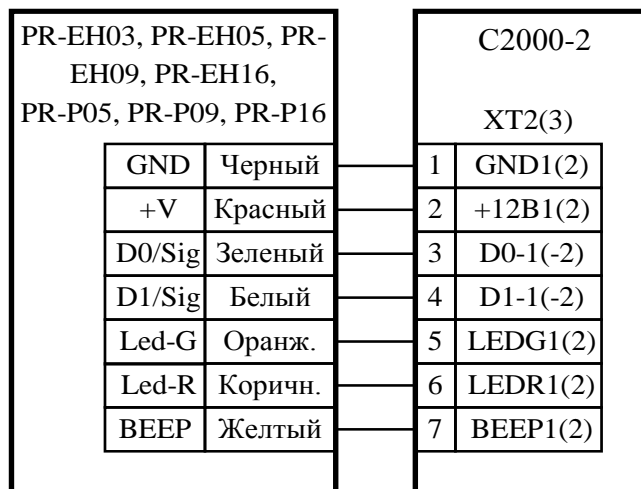 PR-EH03, PR-EH05, PR-
EH09, PR-EH16,
PR-P05, PR-P09, PR-P16
C2000-2
XT2(3)
GND Черный 1 GND1(2)
+V Красный 2 +12В1(2)
D0/Sig Зеленый 3 D0-1(-2)
D1/Sig Белый 4 D1-1(-2)
Led-G Оранж. 5 LEDG1(2)
Led-R Коричн. 6 LEDR1(2)
BEEP Желтый 7 BEEP1(2)